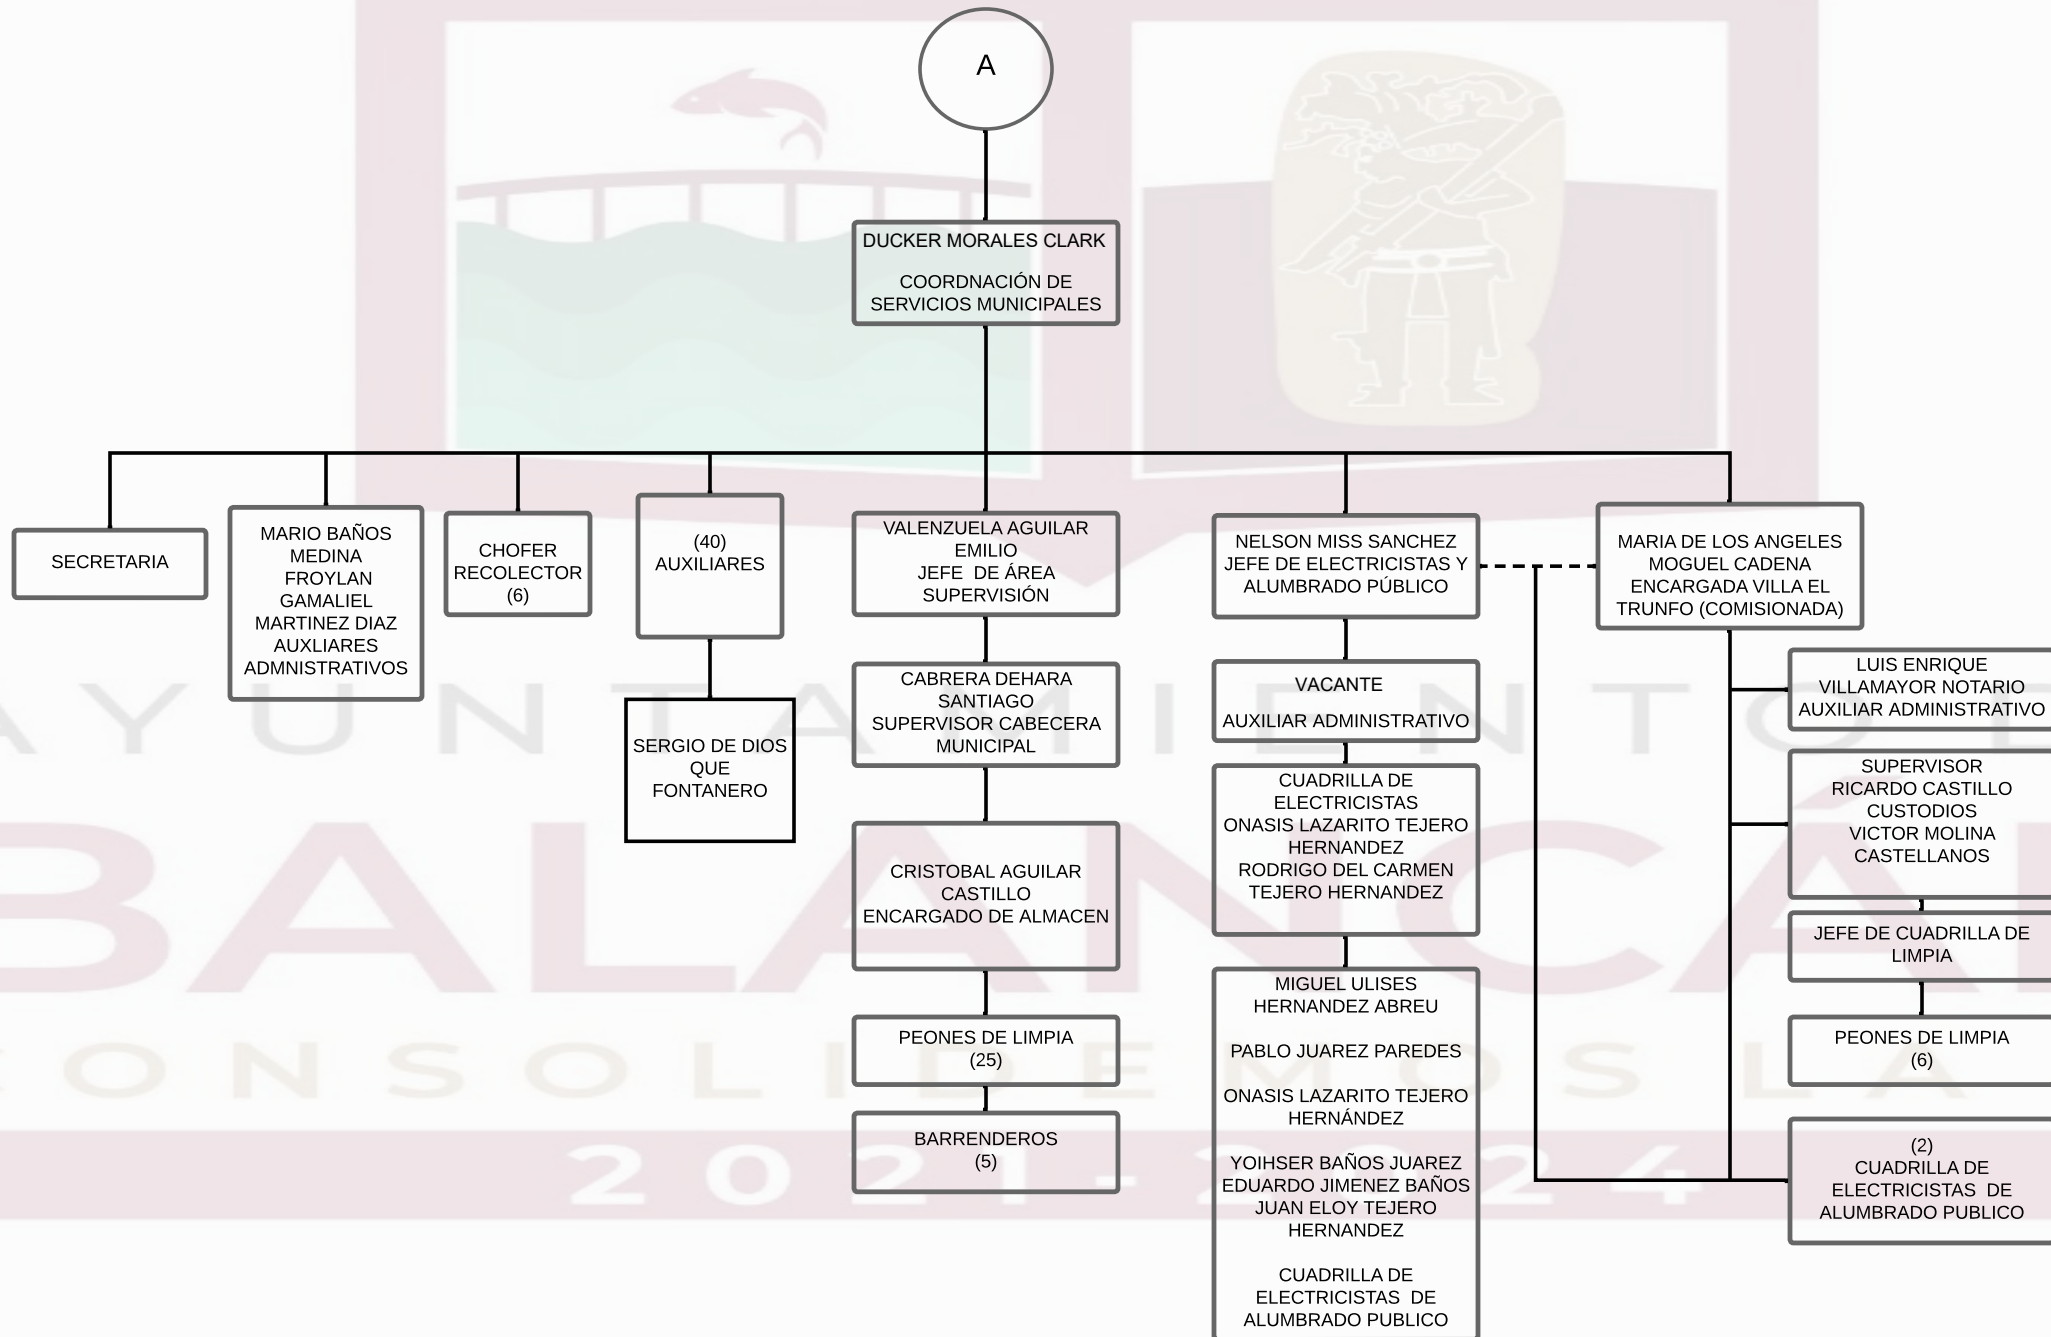 A
DUCKER MORALES CLARK
COORDNACIÓN DE
SERVICIOS MUNICIPALES
SECRETARIA
MARIO BAÑOS
MEDINA
FROYLAN
GAMALIEL
MARTINEZ DIAZ
AUXLIARES
ADMNISTRATIVOS
CHOFER
RECOLECTOR
(6)
(40)
AUXILIARES
SERGIO DE DIOS
QUE
FONTANERO
VALENZUELA AGUILAR
EMILIO
JEFE  DE ÁREA
SUPERVISIÓN
CABRERA DEHARA
SANTIAGO
SUPERVISOR CABECERA
MUNICIPAL
CRISTOBAL AGUILAR
CASTILLO
ENCARGADO DE ALMACEN
PEONES DE LIMPIA
(25)
BARRENDEROS
(5)
NELSON MISS SANCHEZ
JEFE DE ELECTRICISTAS Y
ALUMBRADO PÚBLICO
VACANTE
AUXILIAR ADMINISTRATIVO
CUADRILLA DE
ELECTRICISTAS
ONASIS LAZARITO TEJERO
HERNANDEZ
RODRIGO DEL CARMEN
TEJERO HERNANDEZ
MIGUEL ULISES
HERNANDEZ ABREU
PABLO JUAREZ PAREDES
ONASIS LAZARITO TEJERO
HERNÁNDEZ
YOIHSER BAÑOS JUAREZ
EDUARDO JIMENEZ BAÑOS
JUAN ELOY TEJERO
HERNANDEZ
CUADRILLA DE
ELECTRICISTAS  DE
ALUMBRADO PUBLICO
MARIA DE LOS ANGELES
MOGUEL CADENA
ENCARGADA VILLA EL
TRUNFO (COMISIONADA)
LUIS ENRIQUE
VILLAMAYOR NOTARIO
AUXILIAR ADMINISTRATIVO
SUPERVISOR
RICARDO CASTILLO
CUSTODIOS
VICTOR MOLINA
CASTELLANOS
JEFE DE CUADRILLA DE
LIMPIA
PEONES DE LIMPIA
(6)
(2)
CUADRILLA DE
ELECTRICISTAS  DE
ALUMBRADO PUBLICO
AYUNTAMIENTO D
BALANCÁ
CONSOLIDEMOS LA
2021-2024